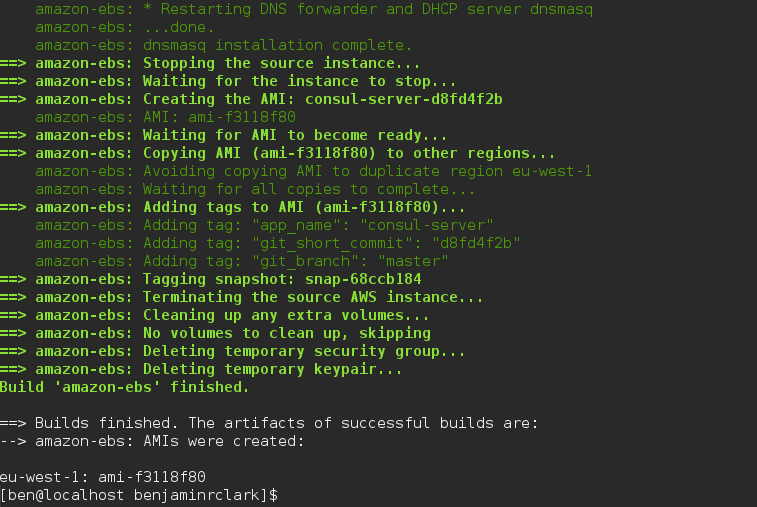 amazon-ebs: * Restarting DNS forwarder and DHCP server dnsmasq
amazon-ebs: ...done.
amazon-ebs: dnsmasq installation complete.
==> amazon-ebs: Stopping the source instance...
==> amazon-ebs: Waiting for the instance to stop...
==> amazon-ebs: Creating the AMI: consul-server-d8fd4f2b
amazon-ebs: AMI: ami-f3118f80
==> amazon-ebs: Waiting for AMI to become ready...
==> amazon-ebs: Copying AMI (ami-f3118f80) to other regions...
amazon-ebs: Avoiding copying AMI to duplicate region eu-west-1
amazon-ebs: Waiting for all copies to complete...
==> amazon-ebs: Adding tags to AMI (ami-f3118f80)...
amazon-ebs: Adding tag: "app_name": "consul-server"
amazon-ebs: Adding tag: "git_short_commit": "d8fd4f2b"
amazon-ebs: Adding tag: "git_branch": "master"
==> amazon-ebs: Tagging snapshot: snap-68ccb184
==> amazon-ebs: Terminating the source AWS instance...
==> amazon-ebs: Cleaning up any extra volumes...
==> amazon-ebs: No volumes to clean up, skipping
==> amazon-ebs: Deleting temporary security group...
==> amazon-ebs: Deleting temporary keypair...
Build 'amazon-ebs' finished.
==> Builds finished. The artifacts of successful builds are:
--> amazon-ebs: AMIs were created:
eu-west-1: ami-f3118f80
[ben@localhost benjaminrclark]$